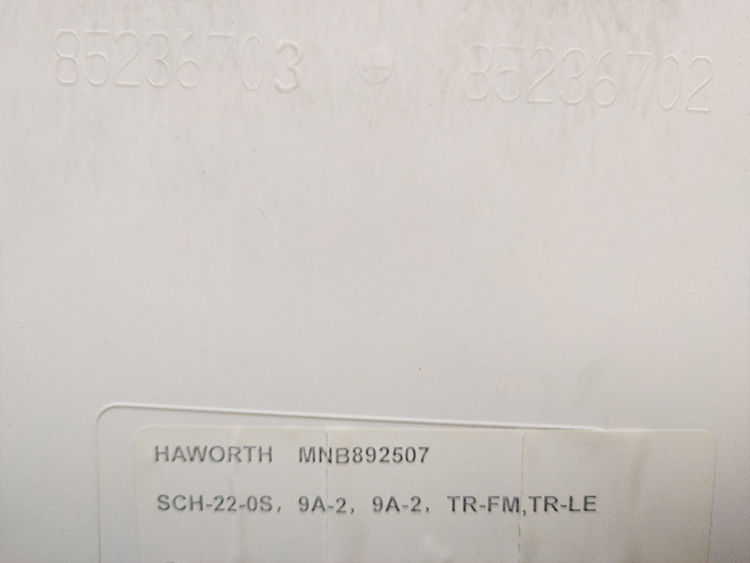 85236703 ⊖ 85236702
HAWORTH MNB892507
SCH-22-0S, 9A-2, 9A-2, TR-FM,TR-LE